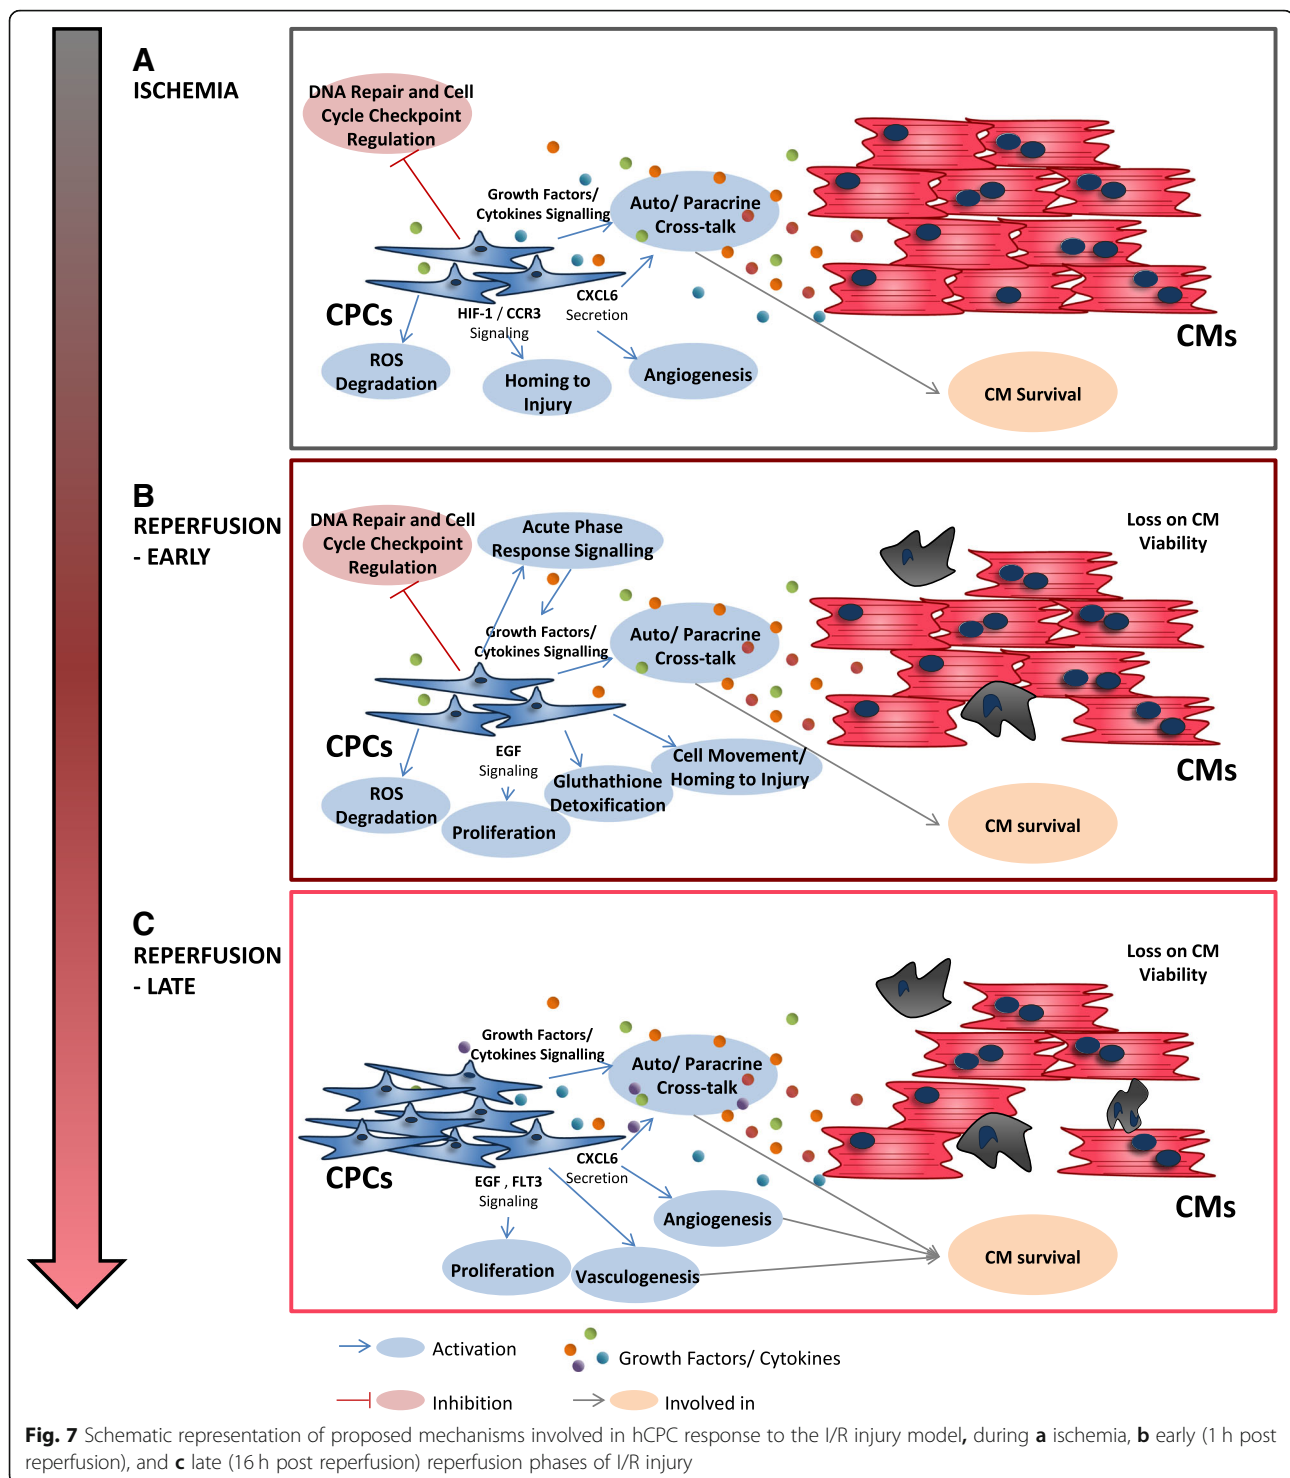 A
ISCHEMIA
DNA Repair and Cell
Cycle Checkpoint
Regulation
Growth Factors/
Cytokines Signalling
Auto/ Paracrine
Cross-talk
CPCs
HIF-1 / CCR3
Signaling
CXCL6
Secretion
CMs
ROS
Degradation
Homing to
Injury
Angiogenesis
CM Survival
B
REPERFUSION
- EARLY
DNA Repair and Cell
Cycle Checkpoint
Regulation
Acute Phase
Response Signalling
Loss on CM
Viability
Growth Factors/
Cytokines Signalling
Auto/ Paracrine
Cross-talk
CPCs
EGF
Signaling
Cell Movement/
Homing to Injury
CMs
ROS
Degradation
Gluthathione
Detoxification
Proliferation
CM survival
C
REPERFUSION
- LATE
Loss on CM
Viability
Growth Factors/
Cytokines Signalling
Auto/ Paracrine
Cross-talk
CPCs
EGF , FLT3
Signaling
CXCL6
Secretion
CMs
Angiogenesis
Proliferation
Vasculogenesis
CM survival
Activation
Growth Factors/ Cytokines
Inhibition
Involved in
Fig. 7 Schematic representation of proposed mechanisms involved in hCPC response to the I/R injury model, during a ischemia, b early (1 h post
reperfusion), and c late (16 h post reperfusion) reperfusion phases of I/R injury